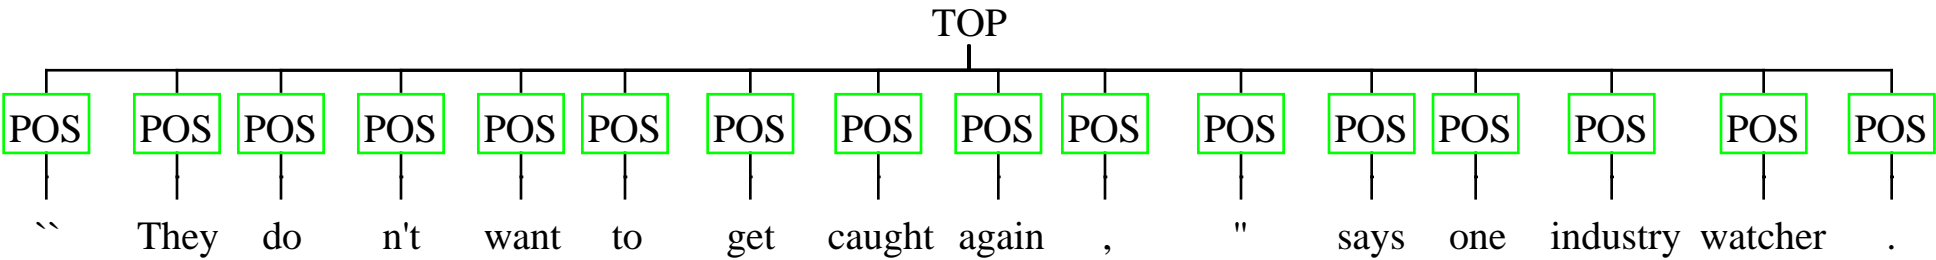 TOP
POS POS POS POS POS POS POS POS POS POS POS POS POS POS POS POS
`` They do n't want to get caught again , " says one industry watcher .